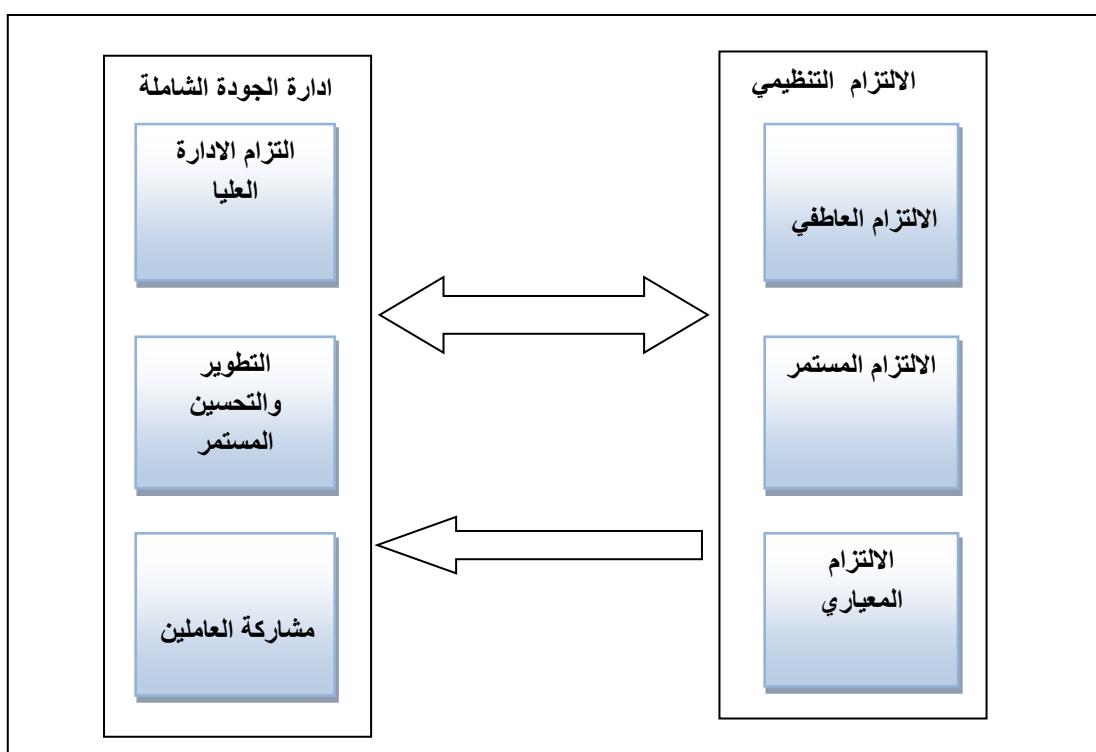 الالتزام التنظيمي
الالتزام العاطفي
الالتزام المستمر
الالتزام
المعياري
ادارة الجودة الشاملة
التزام الادارة
العليا
التطوير
والتحسين
المستمر
مشاركة العاملين